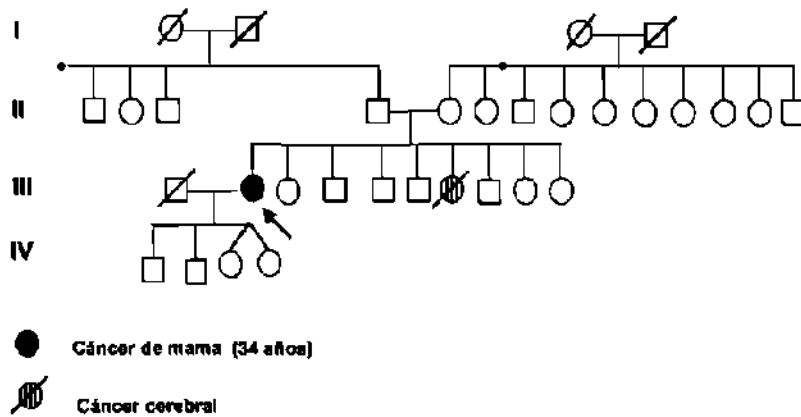 I
II
III
IV
Cáncer de mama (34 años)
Cáncer cerebral